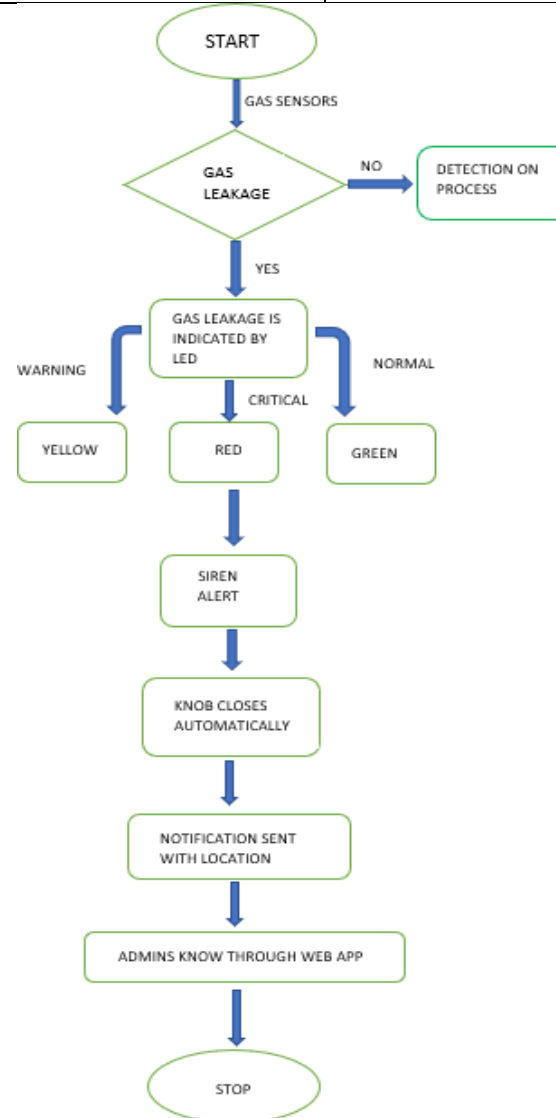 START
GAS SENSORS
GAS
LEAKAGE
NO
DETECTION ON
PROCESS
YES
GAS LEAKAGE IS
INDICATED BY
LED
WARNING
NORMAL
CRITICAL
YELLOW
RED
GREEN
SIREN
ALERT
KNOB CLOSES
AUTOMATICALLY
NOTIFICATION SENT
WITH LOCATION
ADMINS KNOW THROUGH WEB APP
STOP